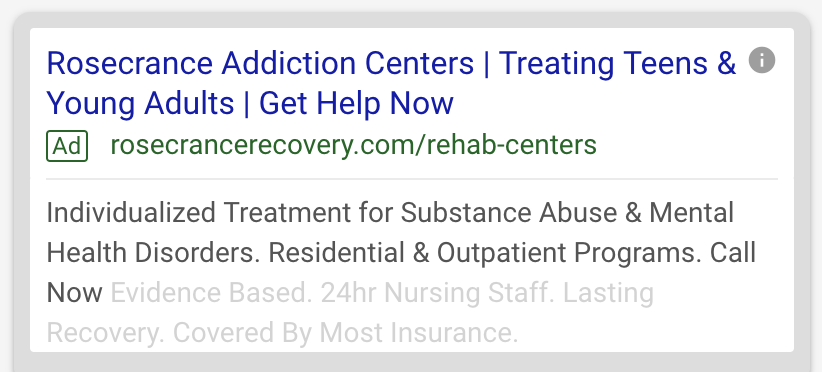 Rosecrance Addiction Centers | Treating Teens &
Young Adults | Get Help Now
Ad rosecrancerecovery.com/rehab-centers
Individualized Treatment for Substance Abuse & Mental
Health Disorders. Residential & Outpatient Programs. Call
Now Evidence Based. 24hr Nursing Staff. Lasting
Recovery. Covered By Most Insurance.